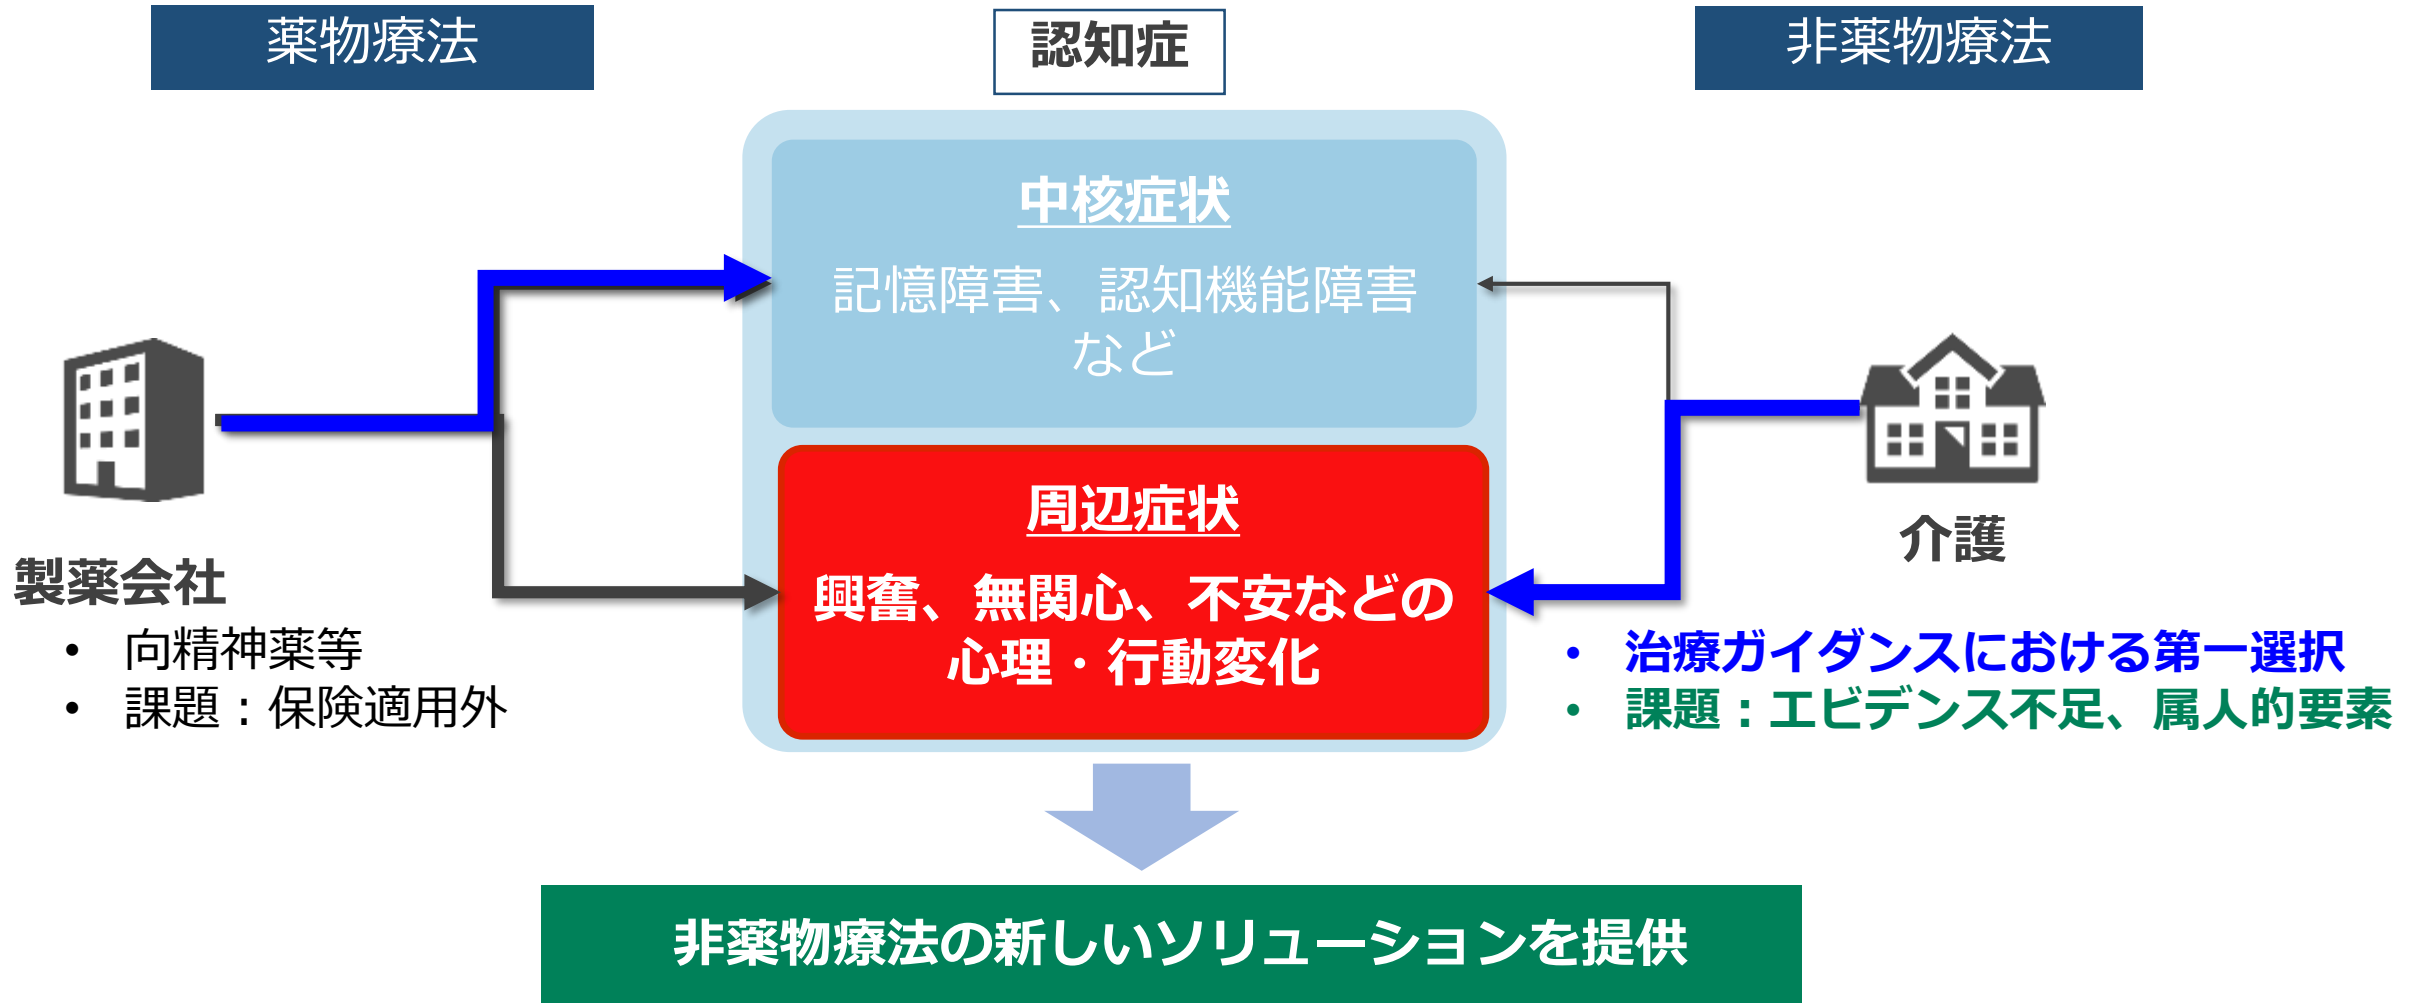 薬物療法
認知症
非薬物療法
中核症状
記憶障害、認知機能障害
など
周辺症状
興奮、無関心、不安などの
心理・行動変化
製薬会社
• 向精神薬等
• 課題：保険適用外
介護
• 治療ガイダンスにおける第一選択
• 課題：エビデンス不足、属人的要素
非薬物療法の新しいソリューションを提供